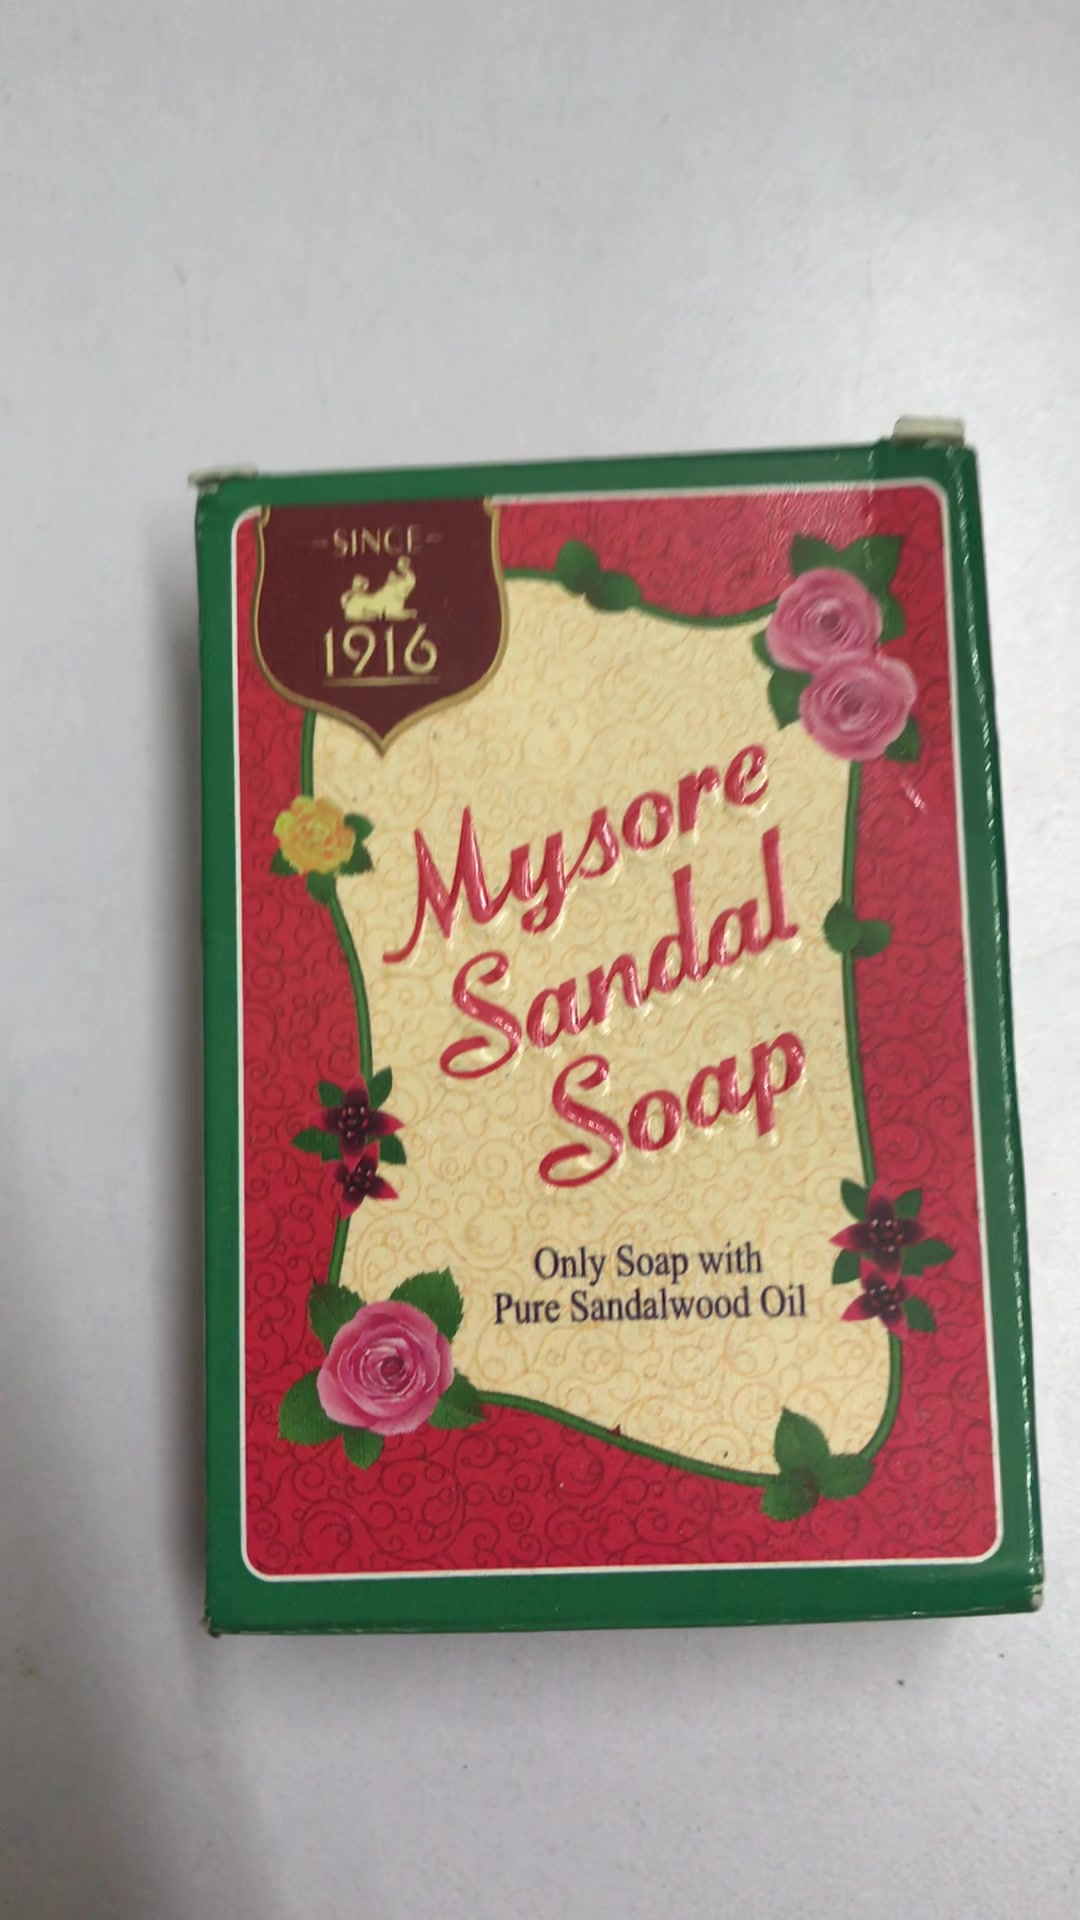 -SINCE-
1916
Mysore
Sandal
Soap
Only Soap with
Pure Sandalwood Oil